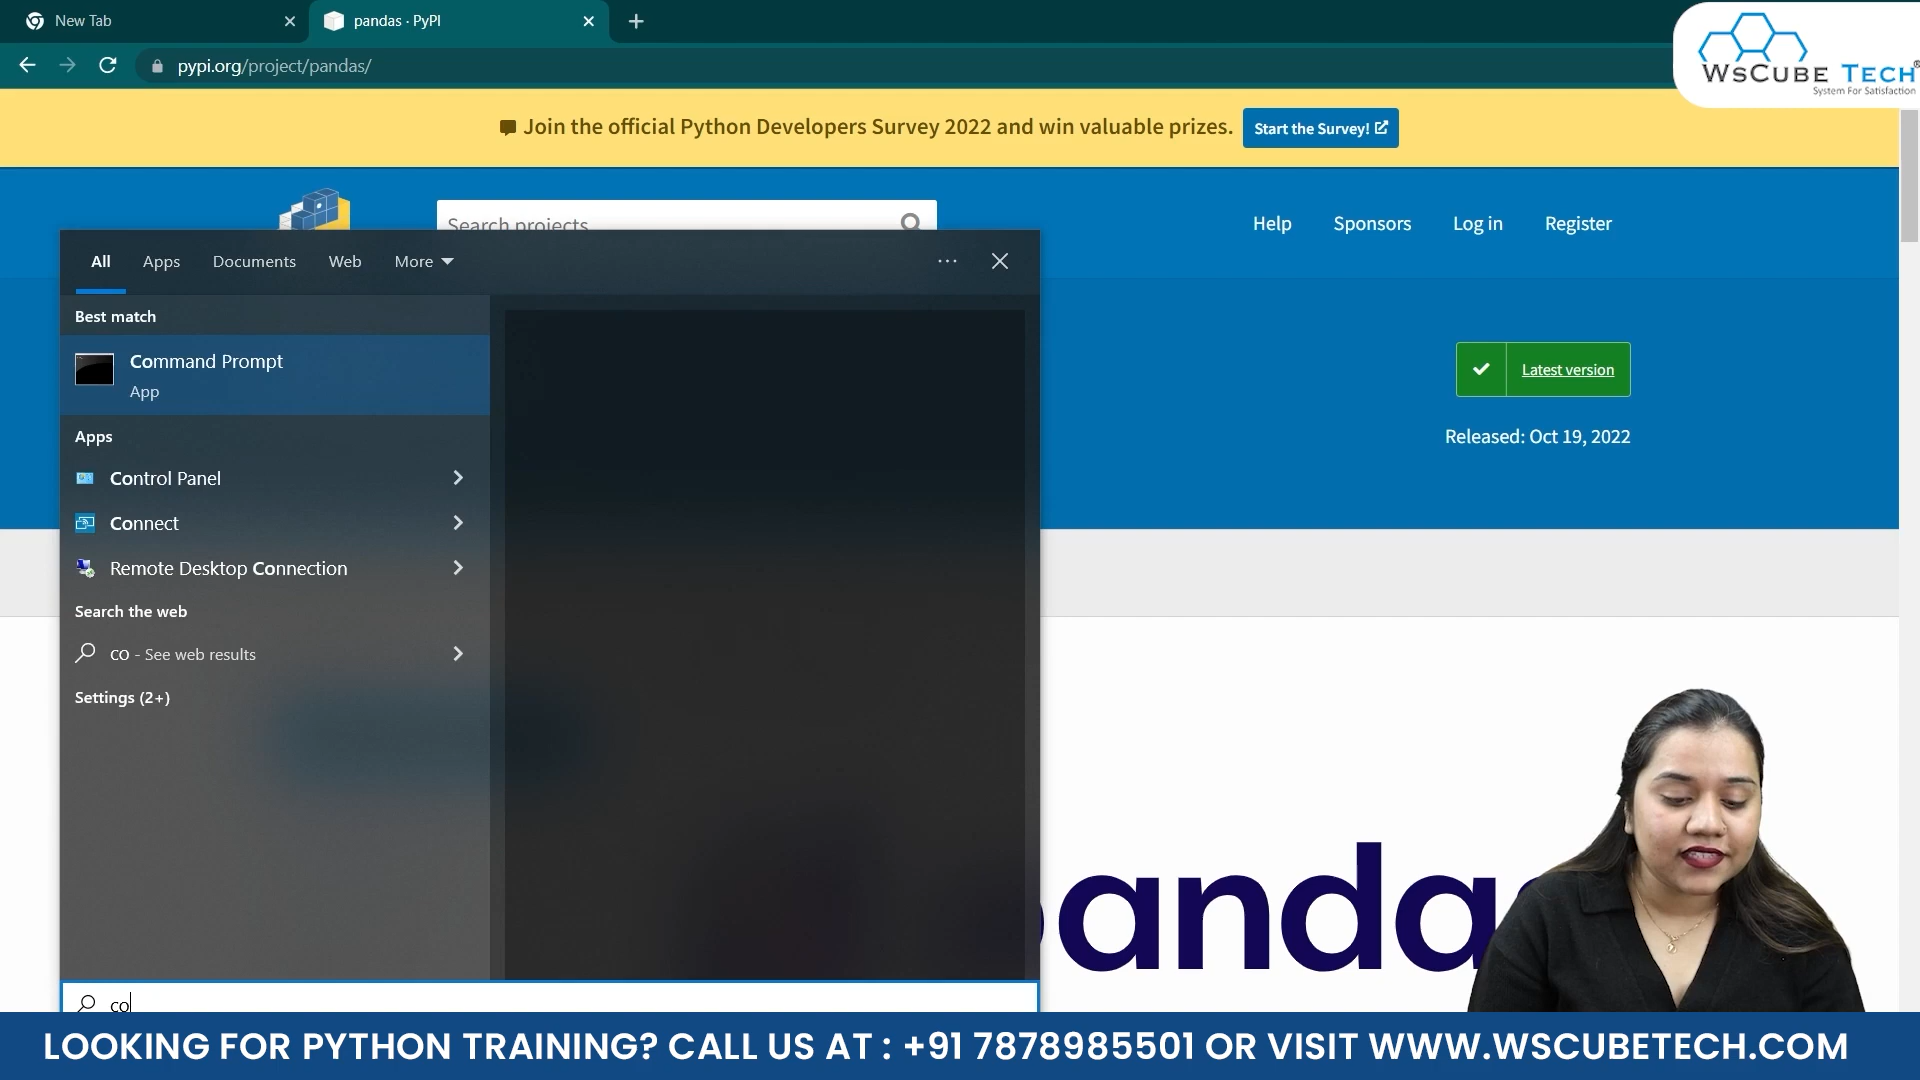 New Tab
pandas · PyPI
pypi.org/project/pandas/
WsCube Tech®
System For Satisfaction
Join the official Python Developers Survey 2022 and win valuable prizes.
Start the Survey!
Search projects
Help
Sponsors
Log in
Register
All
Apps
Documents
Web
More
Best match
Command Prompt
App
Latest version
Released: Oct 19, 2022
Apps
Control Panel
Connect
Remote Desktop Connection
Search the web
co - See web results
Settings (2+)
pandas
co
LOOKING FOR PYTHON TRAINING? CALL US AT : +91 7878985501 OR VISIT WWW.WSCUBETECH.COM